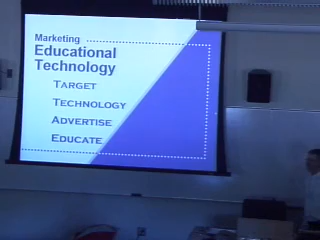 Marketing
Educational
Technology
TARGET
TECHNOLOGY
ADVERTISE
EDUCATE